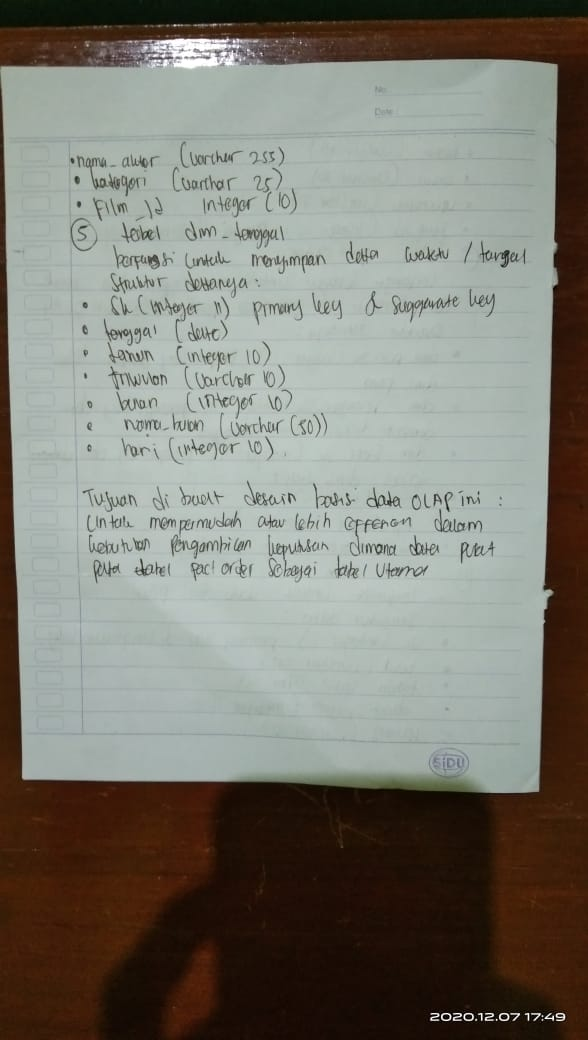 No.
Date:
• nama_aktor (Varchar 255)
• kategori (Varchar 25)
• Film_Id Integer (10)
5 tabel dim_tanggal
berfungsi untuk menyimpan data waktu / tanggal
Struktur datanya :
• Sk (integer 11) primary key & Suggarate key
• tanggal (date)
• tahun (integer 10)
• triwulan (Varchar 10)
• bulan (integer 10)
• nama_bulan (Varchar (50))
• hari (integer 10).
Tujuan di buat desain basis data OLAP ini :
Untuk mempermudah atau lebih dalam
kebutuhan Pengambilan keputusan dimana data Pusat
pada tabel fact order Sebagai tabel Utama
SiDU
2020.12.07 17:49